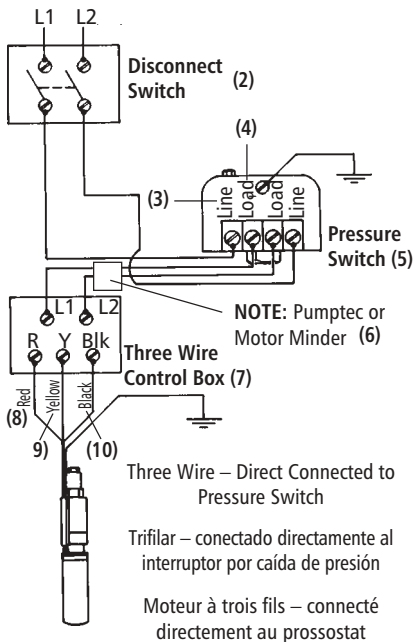 L1 L2
Disconnect
Switch (2)
(4)
(3)
Line
Load
Load
Line
Pressure
Switch (5)
L1 L2
NOTE: Pumptec or
Motor Minder (6)
R Y Blk
Three Wire
Control Box (7)
(8) Red
Yellow
Black
9) (10)
Three Wire – Direct Connected to
Pressure Switch
Trifilar – conectado directamente al
interruptor por caída de presión
Moteur à trois fils – connecté
directement au prossostat